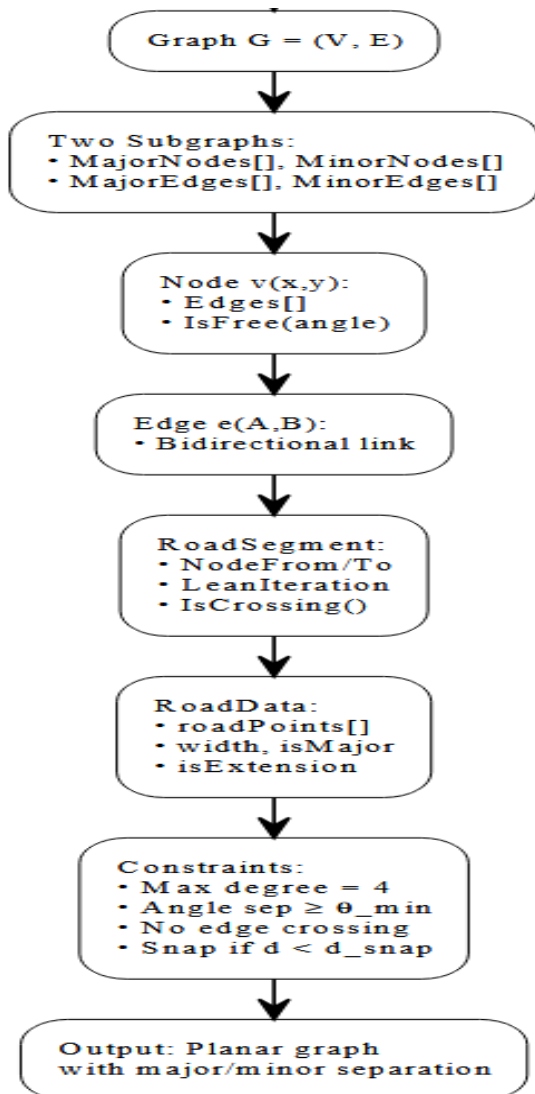 Graph G = (V, E)
Two Subgraphs:
• MajorNodes[], MinorNodes[]
• MajorEdges[], MinorEdges[]
Node v(x,y):
• Edges[]
• IsFree(angle)
Edge e(A,B):
• Bidirectional link
RoadSegment:
• NodeFrom/To
• LeanIteration
• IsCrossing()
RoadData:
• roadPoints[]
• width, isMajor
• isExtension
Constraints:
• Max degree = 4
• Angle sep ≥ θ_min
• No edge crossing
• Snap if d < d_snap
Output: Planar graph
with major/minor separation